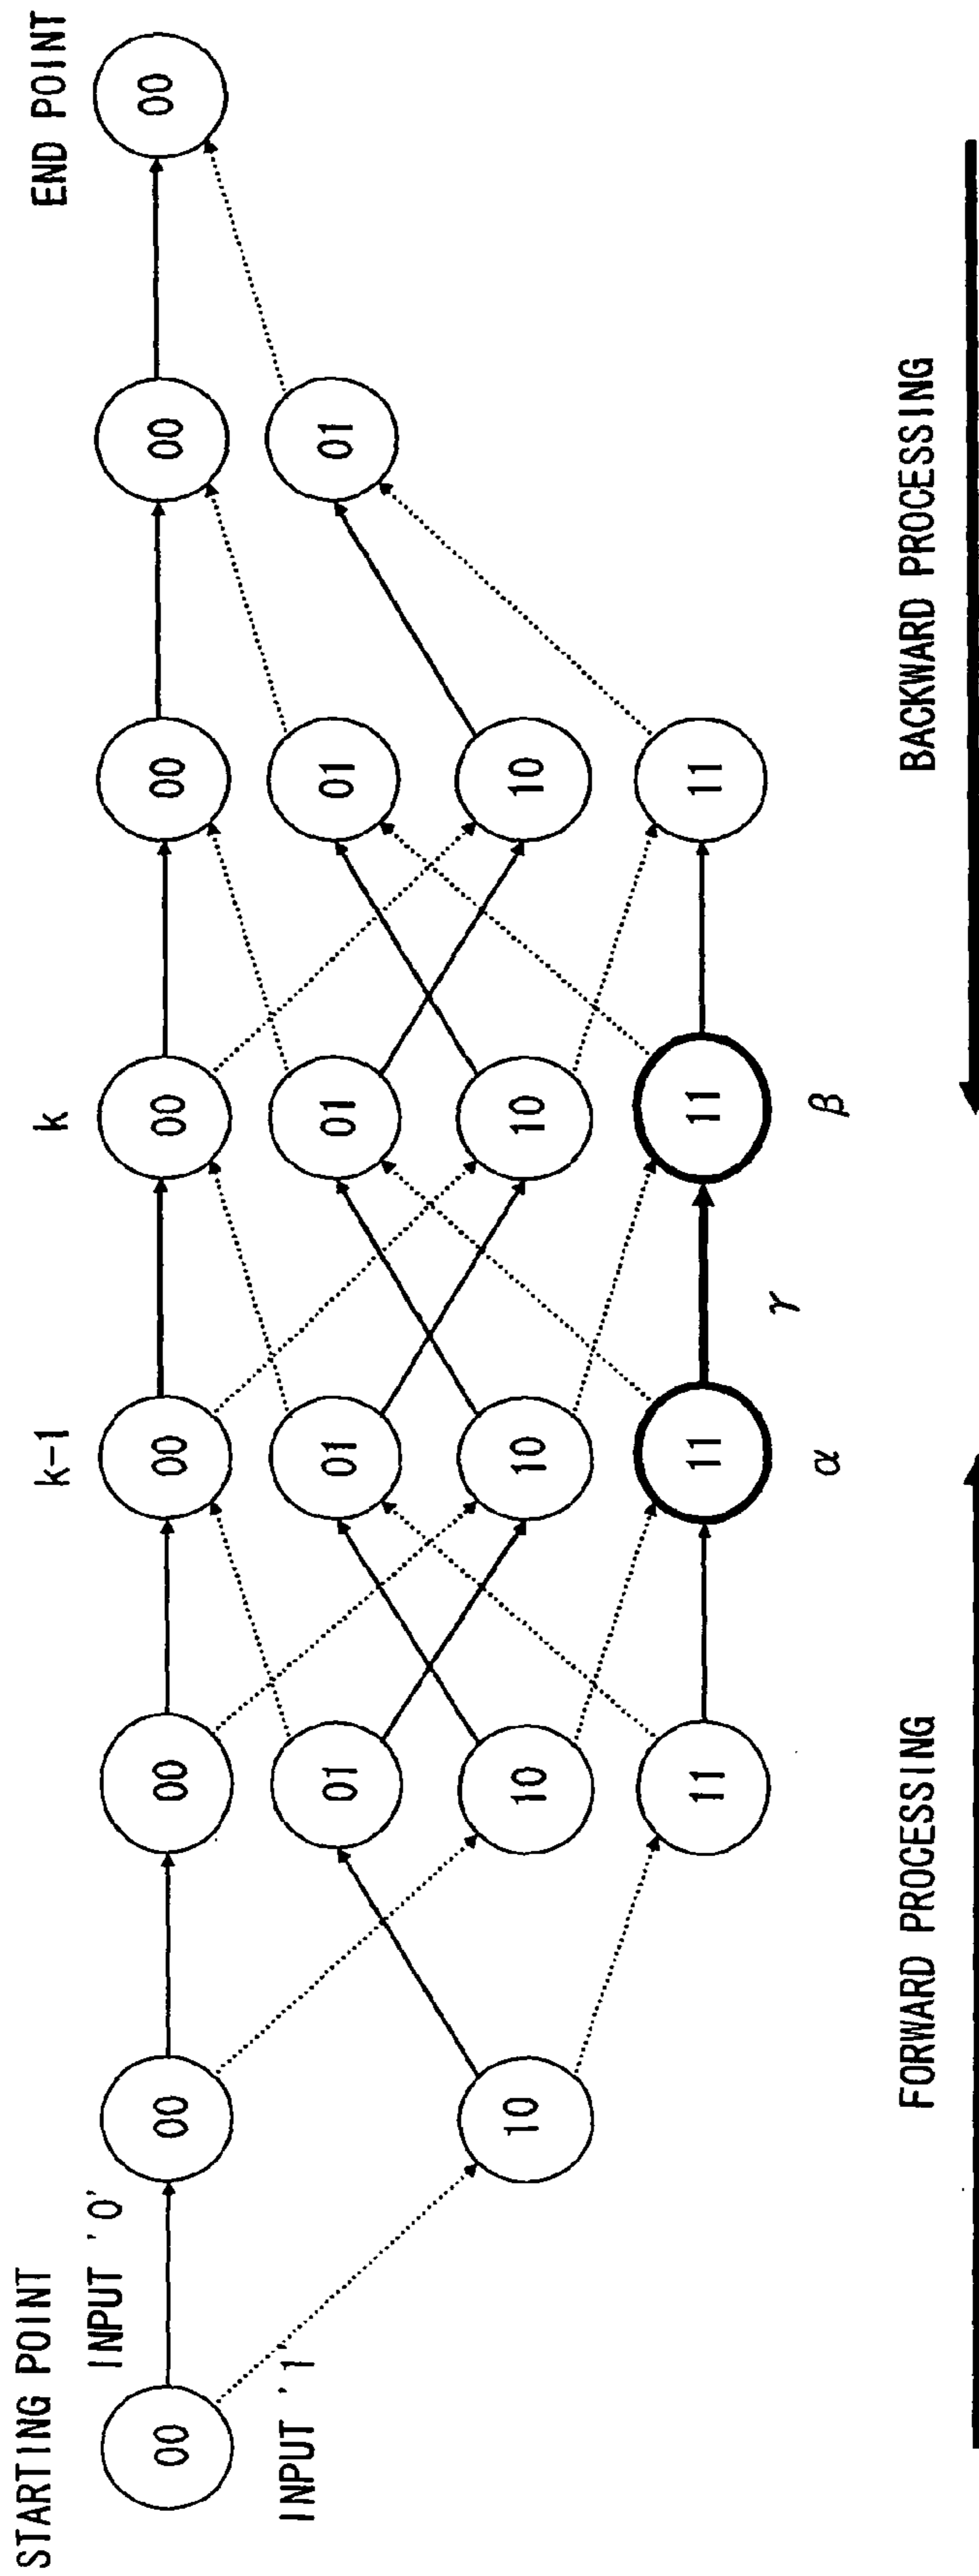 STARTING POINT
END POINT
INPUT '0'
INPUT '1'
k-1
k
00
00
00
00
00
00
00
00
01
01
01
01
01
10
10
10
10
10
11
11
11
11
α
γ
β
FORWARD PROCESSING
BACKWARD PROCESSING